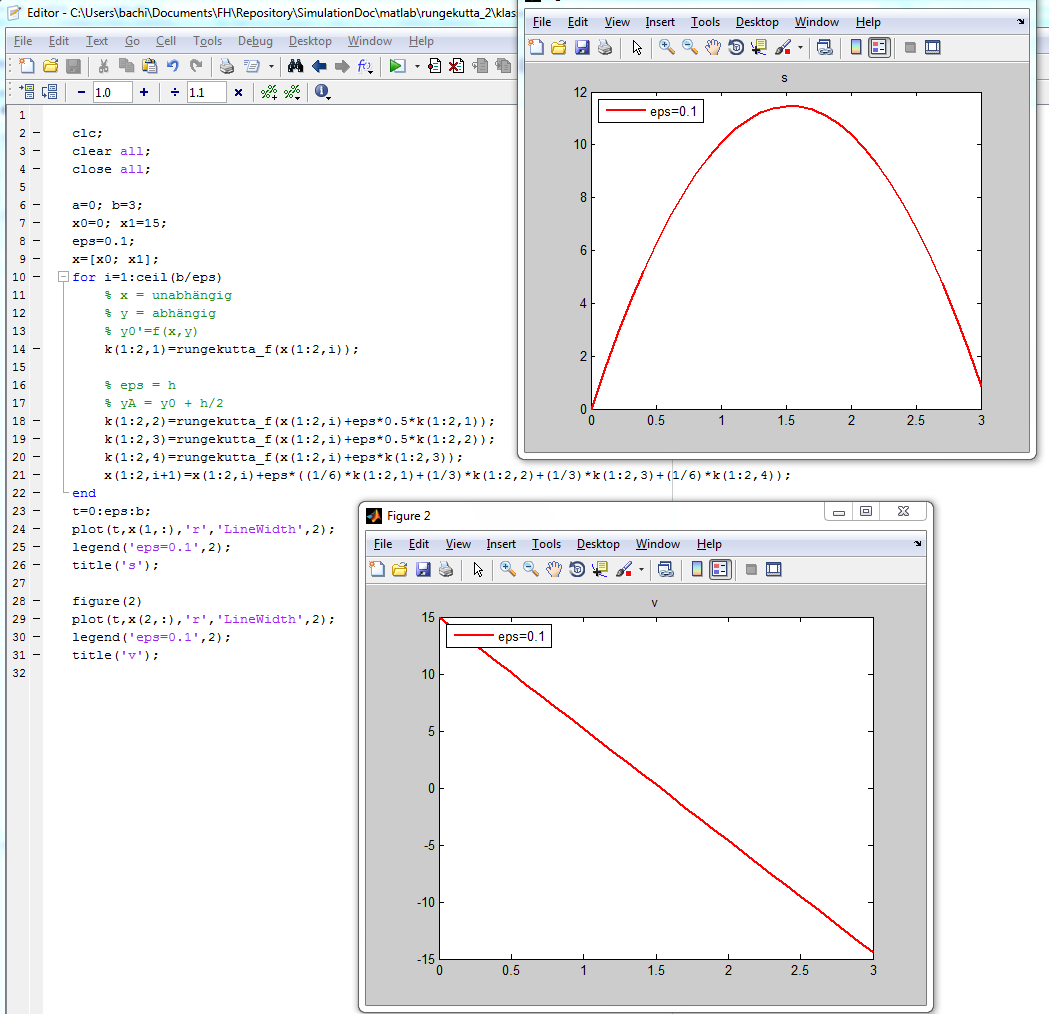 Editor - C:\Users\bachi\Documents\FH\Repository\SimulationDoc\matlab\rungekutta_2\klas
File Edit Text Go Cell Tools Debug Desktop Window Help
- 1.0 + ÷ 1.1 ×
1
2 - clc;
3 - clear all;
4 - close all;
5
6 - a=0; b=3;
7 - x0=0; x1=15;
8 - eps=0.1;
9 - x=[x0; x1];
10 - for i=1:ceil(b/eps)
11 % x = unabhängig
12 % y = abhängig
13 % y0'=f(x,y)
14 - k(1:2,1)=rungekutta_f(x(1:2,i));
15
16 % eps = h
17 % yA = y0 + h/2
18 - k(1:2,2)=rungekutta_f(x(1:2,i)+eps*0.5*k(1:2,1));
19 - k(1:2,3)=rungekutta_f(x(1:2,i)+eps*0.5*k(1:2,2));
20 - k(1:2,4)=rungekutta_f(x(1:2,i)+eps*k(1:2,3));
21 - x(1:2,i+1)=x(1:2,i)+eps*((1/6)*k(1:2,1)+(1/3)*k(1:2,2)+(1/3)*k(1:2,3)+(1/6)*k(1:2,4));
22 - end
23 - t=0:eps:b;
24 - plot(t,x(1,:),'r','LineWidth',2);
25 - legend('eps=0.1',2);
26 - title('s');
27
28 - figure(2)
29 - plot(t,x(2,:),'r','LineWidth',2);
30 - legend('eps=0.1',2);
31 - title('v');
32
File Edit View Insert Tools Desktop Window Help
s
eps=0.1
12
10
8
6
4
2
0
0 0.5 1 1.5 2 2.5 3
Figure 2
File Edit View Insert Tools Desktop Window Help
v
eps=0.1
15
10
5
0
-5
-10
-15
0 0.5 1 1.5 2 2.5 3